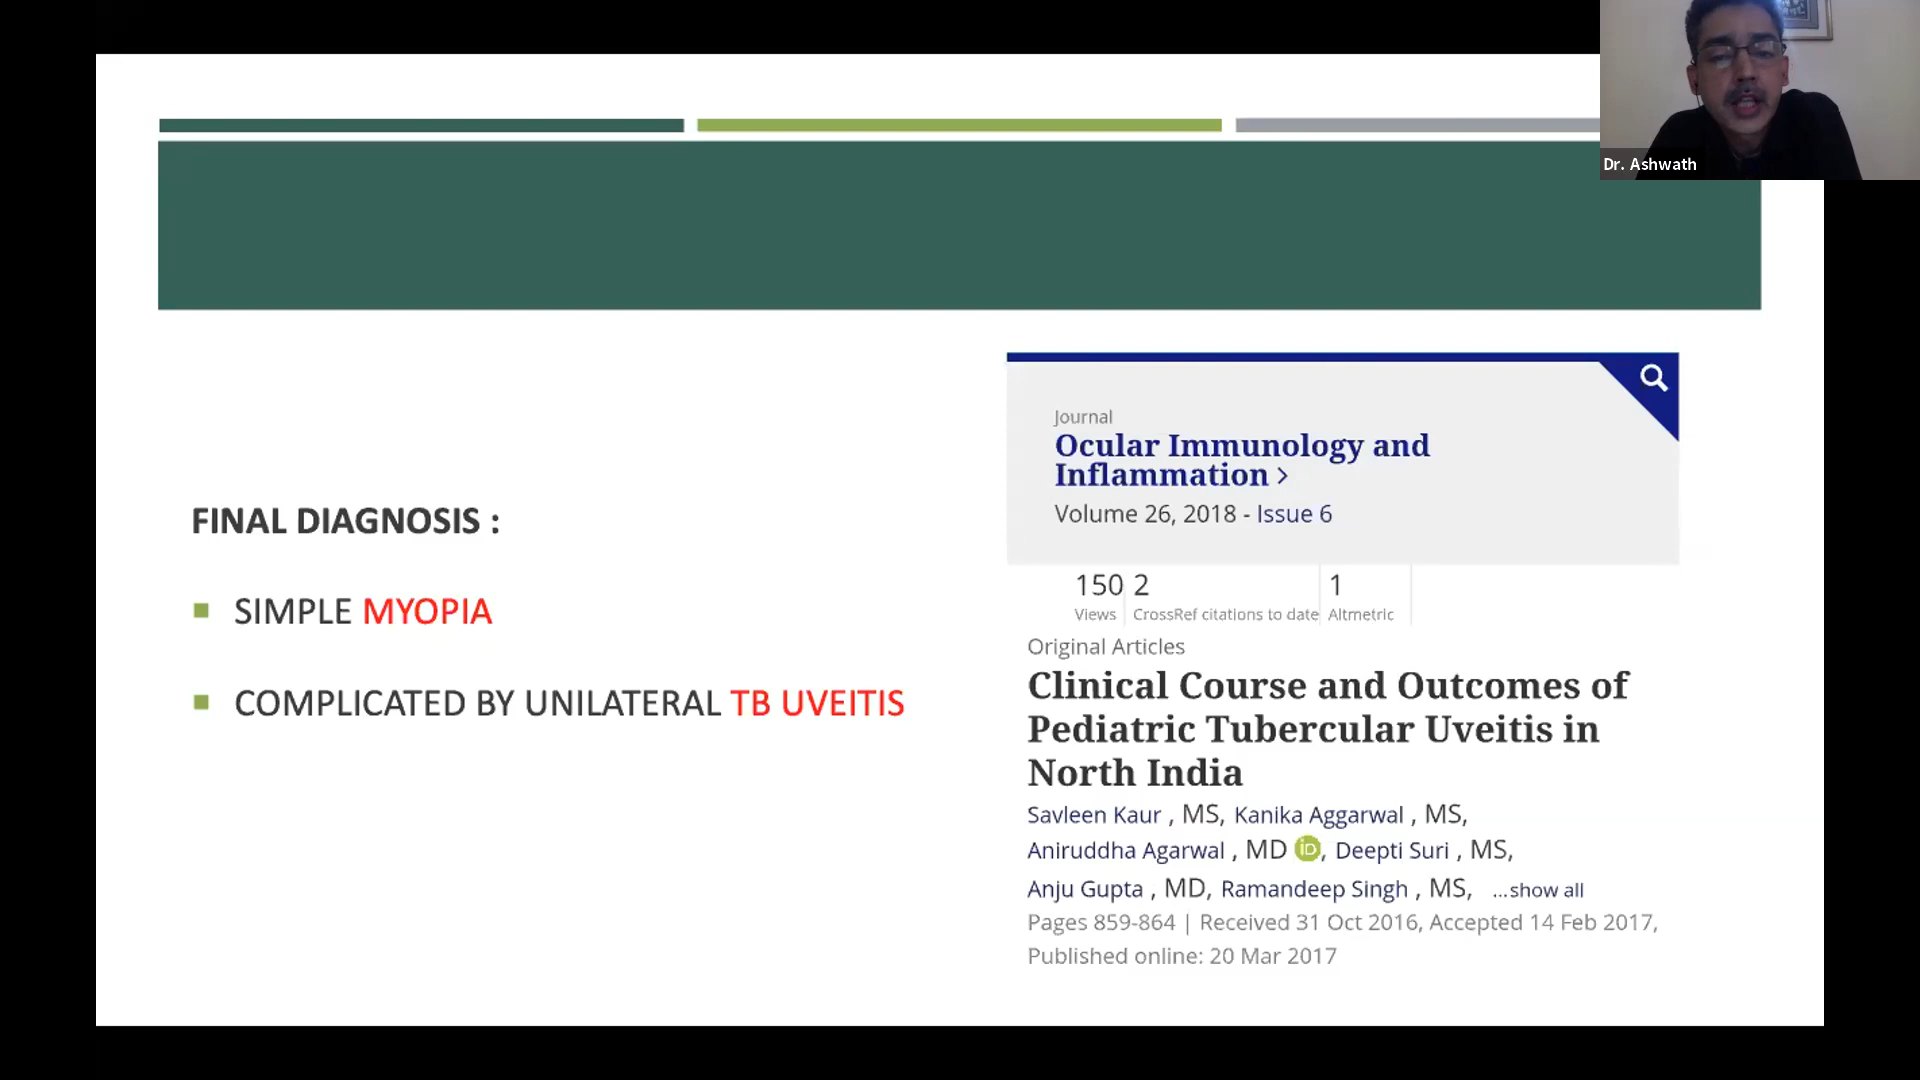 Dr. Ashwath
FINAL DIAGNOSIS :
SIMPLE MYOPIA
COMPLICATED BY UNILATERAL TB UVEITIS
Journal
Ocular Immunology and
Inflammation >
Volume 26, 2018 - Issue 6
150 2 1
Views CrossRef citations to date Altmetric
Original Articles
Clinical Course and Outcomes of
Pediatric Tubercular Uveitis in
North India
Savleen Kaur , MS, Kanika Aggarwal , MS,
Aniruddha Agarwal , MD iD, Deepti Suri , MS,
Anju Gupta , MD, Ramandeep Singh , MS, ...show all
Pages 859-864 | Received 31 Oct 2016, Accepted 14 Feb 2017,
Published online: 20 Mar 2017